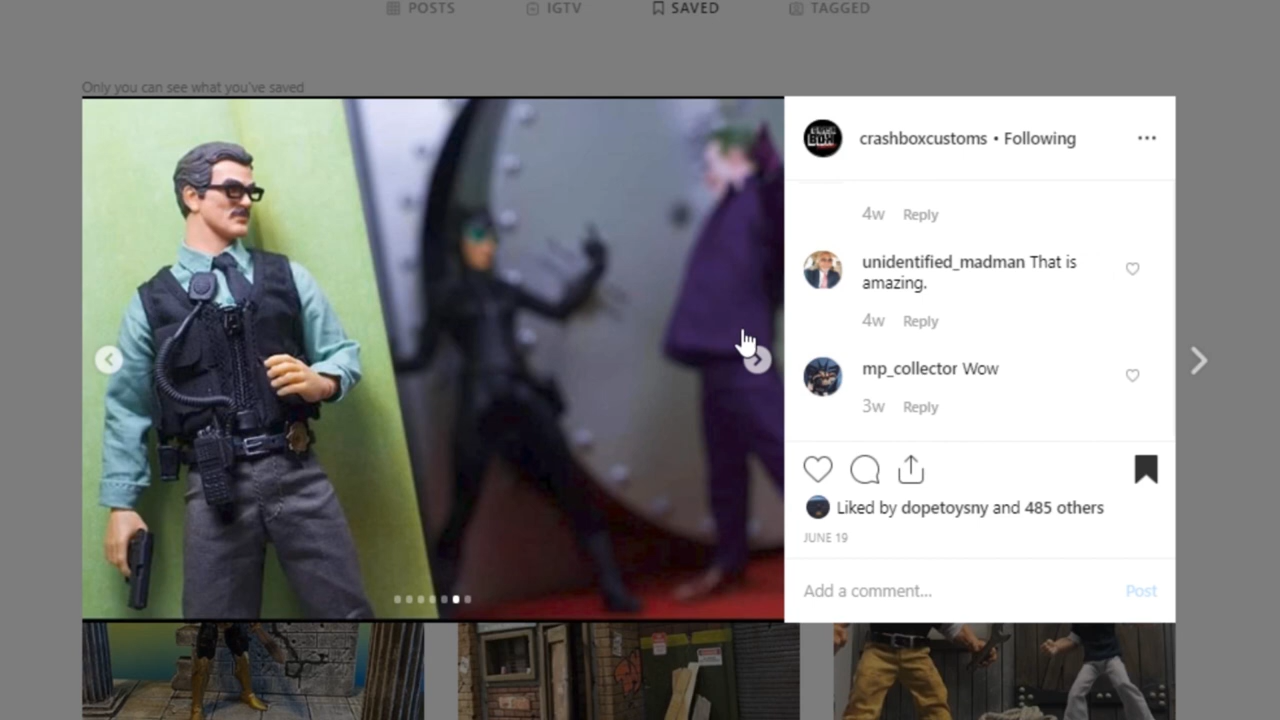 POSTS IGTV SAVED TAGGED
Only you can see what you've saved
crashboxcustoms • Following
4w Reply
unidentified_madman That is
amazing.
4w Reply
mp_collector Wow
3w Reply
Liked by dopetoysny and 485 others
JUNE 19
Add a comment... Post